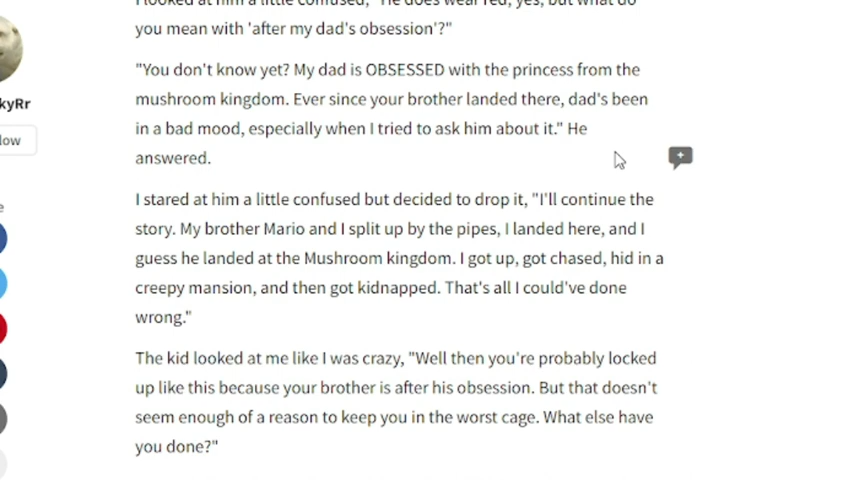 I looked at him a little confused, "He does wear red, yes, but what do
you mean with 'after my dad's obsession'?"
"You don't know yet? My dad is OBSESSED with the princess from the
mushroom kingdom. Ever since your brother landed there, dad's been
in a bad mood, especially when I tried to ask him about it." He
answered.
I stared at him a little confused but decided to drop it, "I'll continue the
story. My brother Mario and I split up by the pipes, I landed here, and I
guess he landed at the Mushroom kingdom. I got up, got chased, hid in a
creepy mansion, and then got kidnapped. That's all I could've done
wrong."
The kid looked at me like I was crazy, "Well then you're probably locked
up like this because your brother is after his obsession. But that doesn't
seem enough of a reason to keep you in the worst cage. What else have
you done?"
kyRr
low
e